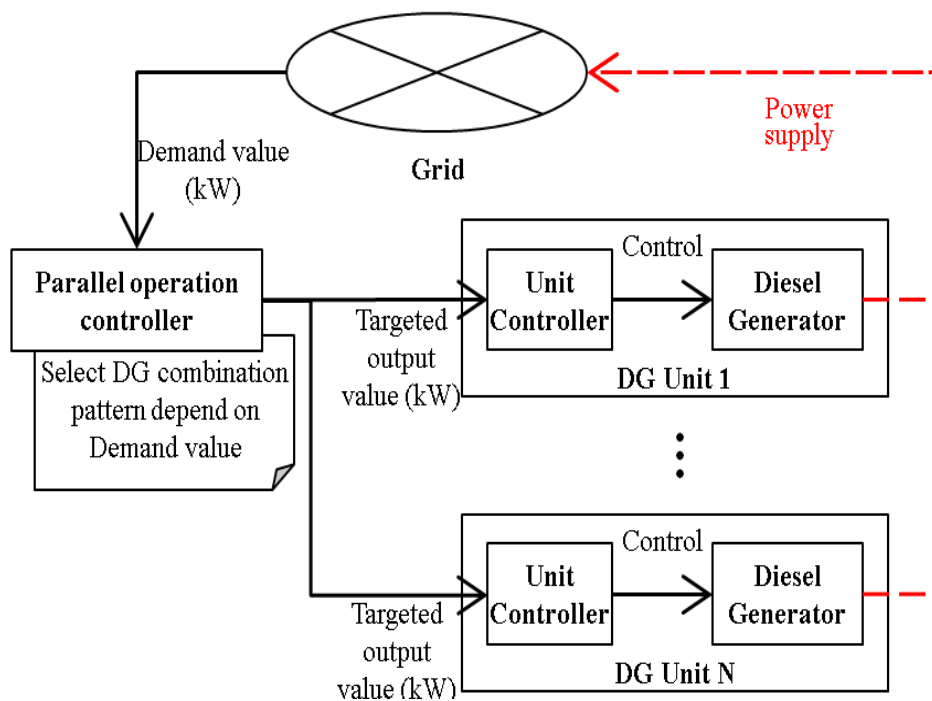 Power
supply
Demand value
(kW)
Grid
Parallel operation
controller
Select DG combination
pattern depend on
Demand value
Targeted
output
value (kW)
Unit
Controller
Control
Diesel
Generator
DG Unit 1
Targeted
output
value (kW)
Unit
Controller
Control
Diesel
Generator
DG Unit N